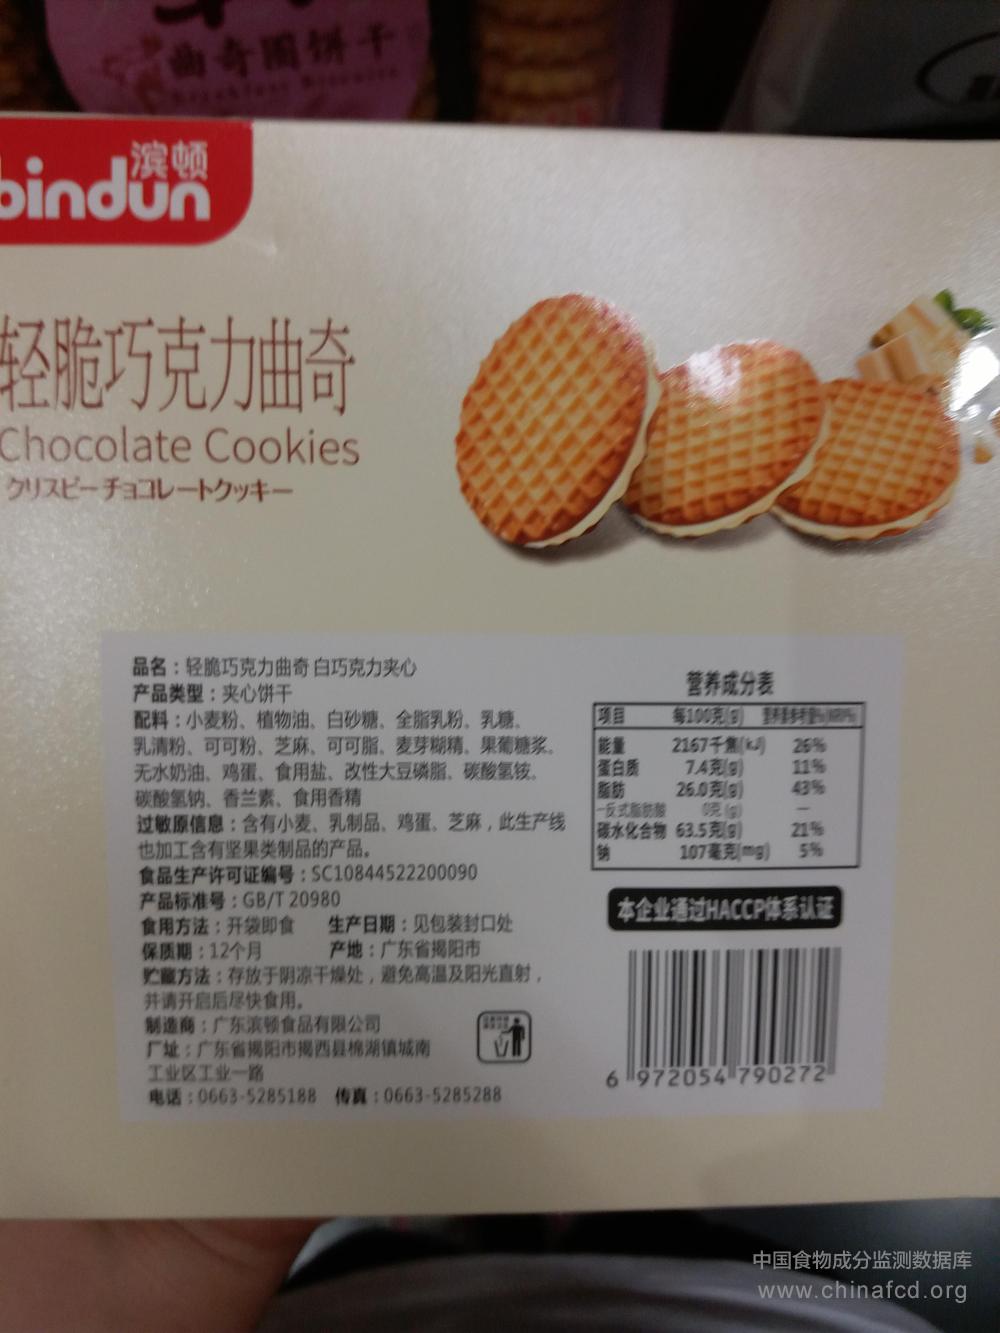 曲奇圈饼干
Breakfast Biscuits
滨顿
bindun
轻脆巧克力曲奇
Chocolate Cookies
クリスピーチョコレートクッキー
品名：轻脆巧克力曲奇 白巧克力夹心
产品类型：夹心饼干
配料：小麦粉、植物油、白砂糖、全脂乳粉、乳糖、
乳清粉、可可粉、芝麻、可可脂、麦芽糊精、果葡糖浆、
无水奶油、鸡蛋、食用盐、改性大豆磷脂、碳酸氢铵、
碳酸氢钠、香兰素、食用香精
过敏原信息：含有小麦、乳制品、鸡蛋、芝麻，此生产线
也加工含有坚果类制品的产品。
食品生产许可证编号：SC10844522200090
产品标准号：GB/T 20980
食用方法：开袋即食 生产日期：见包装封口处
保质期：12个月 产地：广东省揭阳市
贮藏方法：存放于阴凉干燥处，避免高温及阳光直射，
并请开启后尽快食用。
制造商：广东滨顿食品有限公司
厂址：广东省揭阳市揭西县棉湖镇城南
工业区工业一路
电话：0663-5285188 传真：0663-5285288
营养成分表
项目 每100克(g) 营养素参考值%(NRV%)
能量 2167千焦(kJ) 26%
蛋白质 7.4克(g) 11%
脂肪 26.0克(g) 43%
—反式脂肪酸 0克(g) —
碳水化合物 63.5克(g) 21%
钠 107毫克(mg) 5%
本企业通过HACCP体系认证
6 972054 790272
中国食物成分监测数据库
www.chinafcd.org